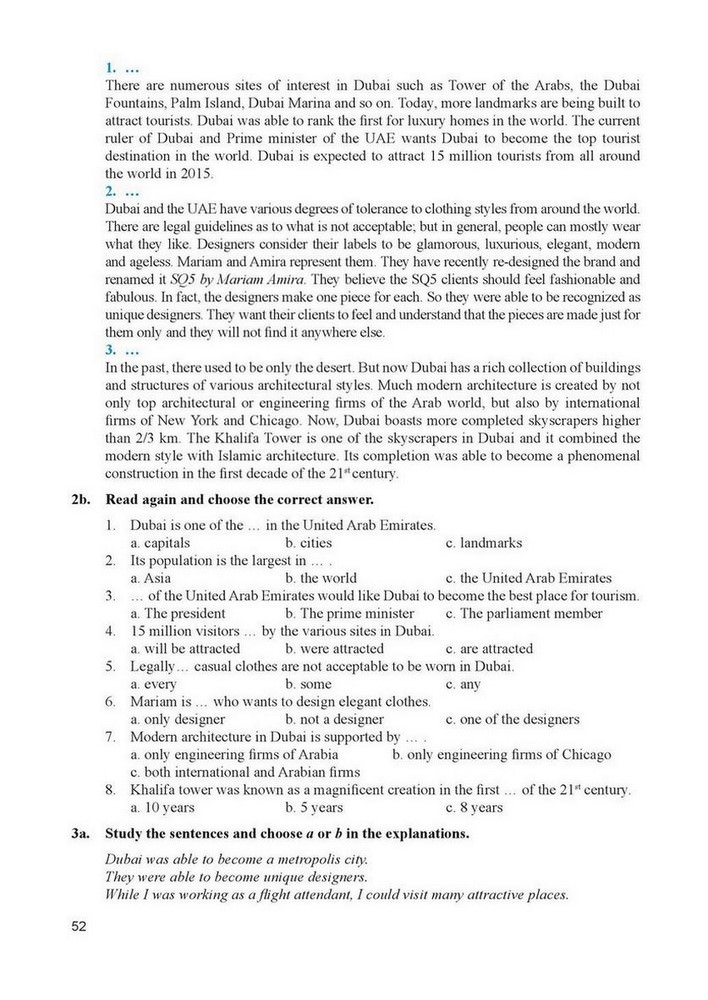 1. ...
There are numerous sites of interest in Dubai such as Tower of the Arabs, the Dubai
Fountains, Palm Island, Dubai Marina and so on. Today, more landmarks are being built to
attract tourists. Dubai was able to rank the first for luxury homes in the world. The current
ruler of Dubai and Prime minister of the UAE wants Dubai to become the top tourist
destination in the world. Dubai is expected to attract 15 million tourists from all around
the world in 2015.
2. ...
Dubai and the UAE have various degrees of tolerance to clothing styles from around the world.
There are legal guidelines as to what is not acceptable; but in general, people can mostly wear
what they like. Designers consider their labels to be glamorous, luxurious, elegant, modern
and ageless. Mariam and Amira represent them. They have recently re-designed the brand and
renamed it SQ5 by Mariam Amira. They believe the SQ5 clients should feel fashionable and
fabulous. In fact, the designers make one piece for each. So they were able to be recognized as
unique designers. They want their clients to feel and understand that the pieces are made just for
them only and they will not find it anywhere else.
3. ...
In the past, there used to be only the desert. But now Dubai has a rich collection of buildings
and structures of various architectural styles. Much modern architecture is created by not
only top architectural or engineering firms of the Arab world, but also by international
firms of New York and Chicago. Now, Dubai boasts more completed skyscrapers higher
than 2/3 km. The Khalifa Tower is one of the skyscrapers in Dubai and it combined the
modern style with Islamic architecture. Its completion was able to become a phenomenal
construction in the first decade of the 21st century.
2b. Read again and choose the correct answer.
1. Dubai is one of the ... in the United Arab Emirates.
a. capitals b. cities c. landmarks
2. Its population is the largest in ... .
a. Asia b. the world c. the United Arab Emirates
3. ... of the United Arab Emirates would like Dubai to become the best place for tourism.
a. The president b. The prime minister c. The parliament member
4. 15 million visitors ... by the various sites in Dubai.
a. will be attracted b. were attracted c. are attracted
5. Legally... casual clothes are not acceptable to be worn in Dubai.
a. every b. some c. any
6. Mariam is ... who wants to design elegant clothes.
a. only designer b. not a designer c. one of the designers
7. Modern architecture in Dubai is supported by ... .
a. only engineering firms of Arabia b. only engineering firms of Chicago
c. both international and Arabian firms
8. Khalifa tower was known as a magnificent creation in the first ... of the 21st century.
a. 10 years b. 5 years c. 8 years
3a. Study the sentences and choose a or b in the explanations.
Dubai was able to become a metropolis city.
They were able to become unique designers.
While I was working as a flight attendant, I could visit many attractive places.
52